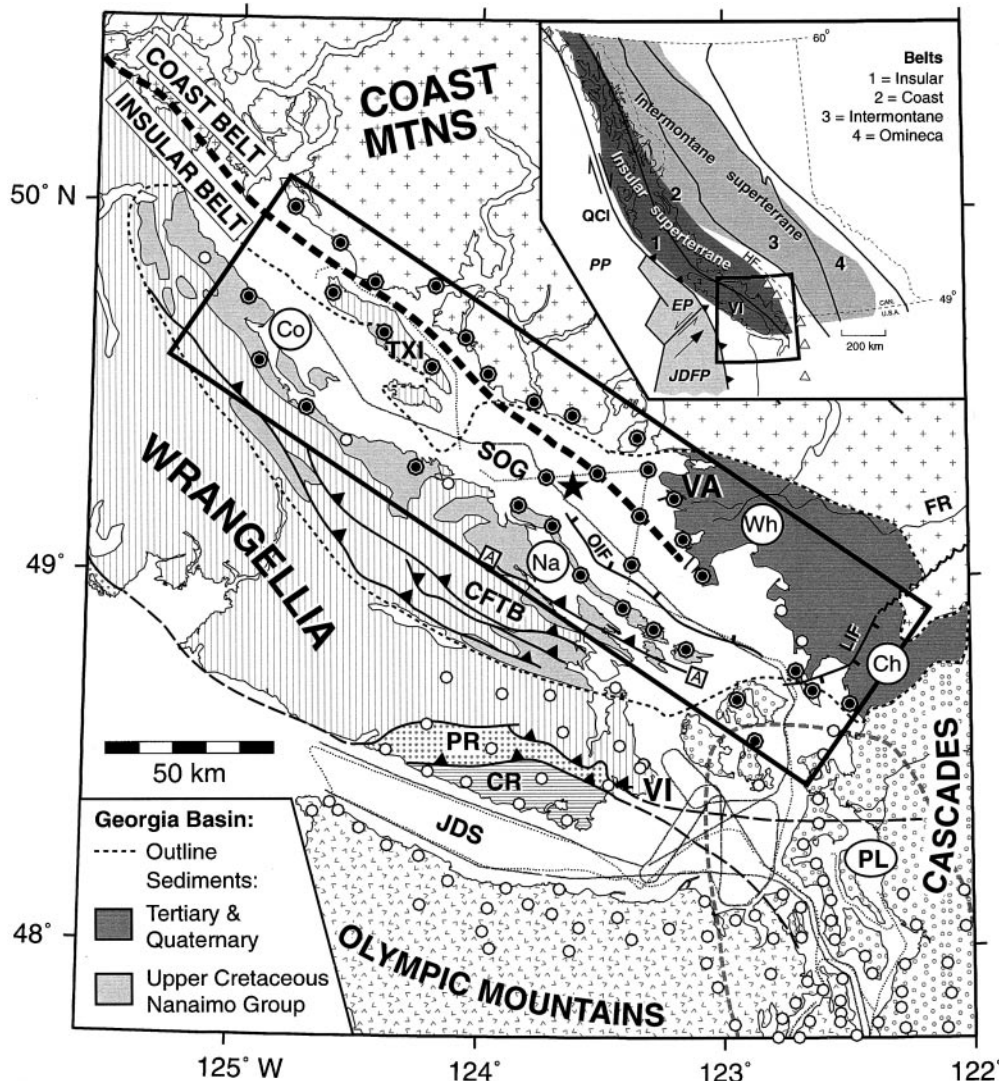 COAST BELT
INSULAR BELT
COAST
MTNS
60°
Belts
1 = Insular
2 = Coast
3 = Intermontane
4 = Omineca
Intermontane superterrane
Insular superterrane
2
1
3
4
QCI
PP
EP
JDFP
HF
VI
49°
CAN.
U.S.A.
200 km
50° N
49°
48°
Co
TXI
SOG
VA
Wh
FR
WRANGELLIA
OIF
Na
A
CFTB
A
LIF
Ch
50 km
PR
CR
VI
JDS
PL
CASCADES
OLYMPIC MOUNTAINS
Georgia Basin:
Outline
Sediments:
Tertiary &
Quaternary
Upper Cretaceous
Nanaimo Group
125° W
124°
123°
122°